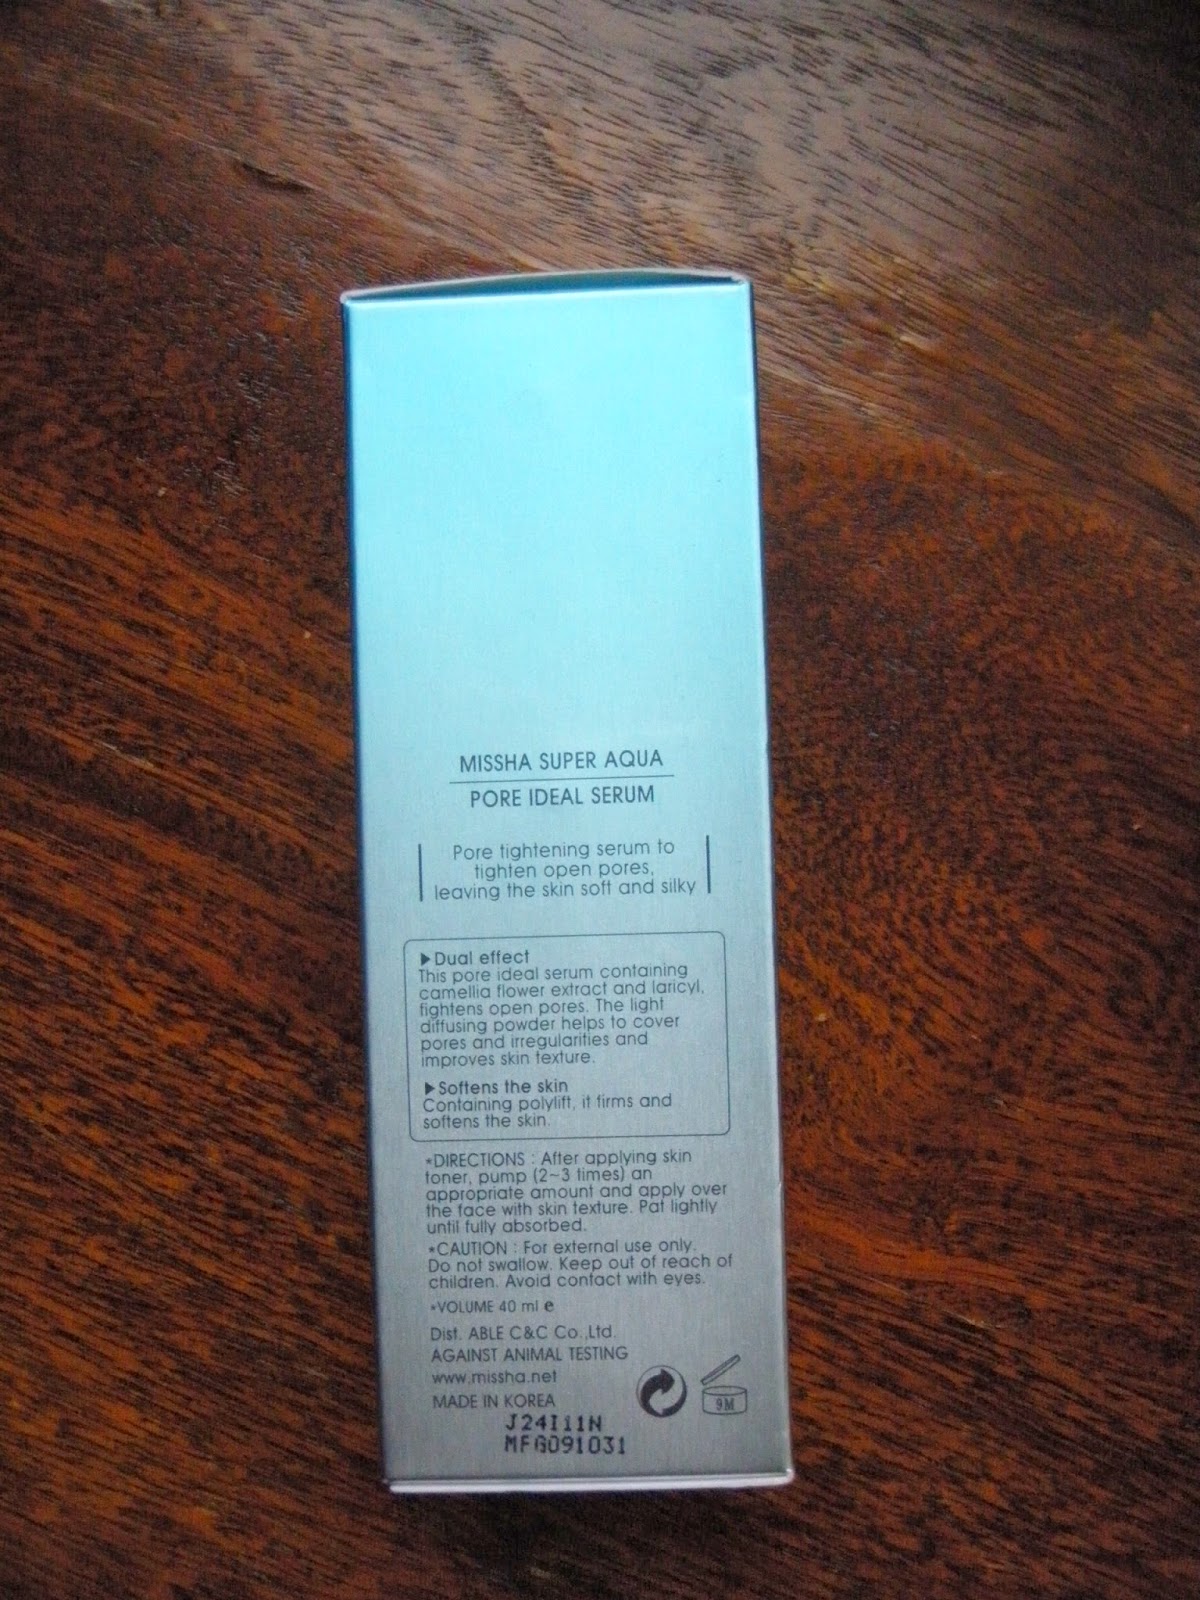 MISSHA SUPER AQUA
PORE IDEAL SERUM
Pore tightening serum to
tighten open pores,
leaving the skin soft and silky
▶Dual effect
This pore ideal serum containing
camellia flower extract and laricyl,
tightens open pores. The light
diffusing powder helps to cover
pores and irregularities and
improves skin texture.
▶Softens the skin
Containing polylift, it firms and
softens the skin.
*DIRECTIONS : After applying skin
toner, pump (2~3 times) an
appropriate amount and apply over
the face with skin texture. Pat lightly
until fully absorbed.
*CAUTION : For external use only.
Do not swallow. Keep out of reach of
children. Avoid contact with eyes.
*VOLUME 40 ml e
Dist. ABLE C&C Co.,Ltd.
AGAINST ANIMAL TESTING
www.missha.net
MADE IN KOREA
9M
J24I11N
MFG091031